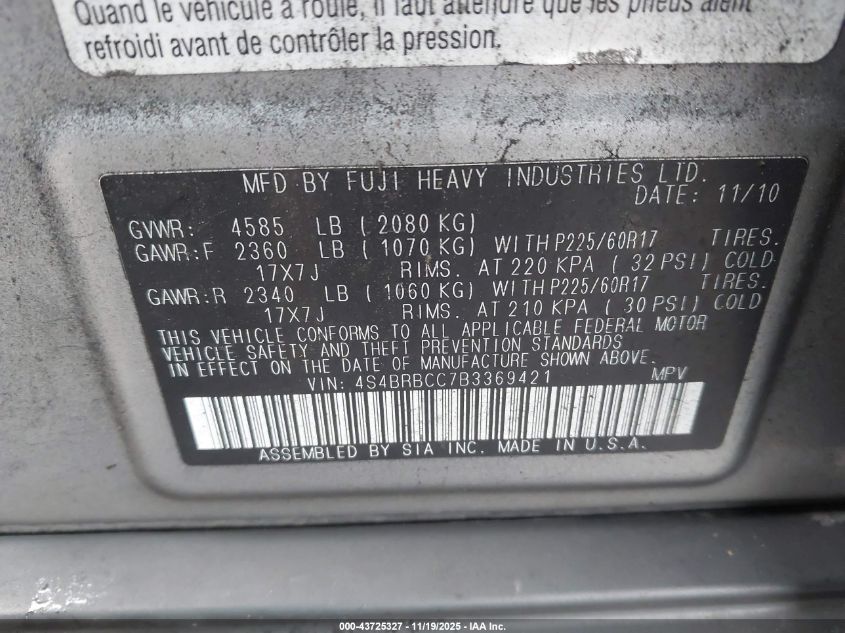 Quand le véhicule a roulé, il faut attendre que les pneus aient
refroidi avant de contrôler la pression.
MFD BY FUJI HEAVY INDUSTRIES LTD.
DATE: 11/10
GVWR: 4585 LB ( 2080 KG)
GAWR:F 2360 LB ( 1070 KG) WITH P225/60R17 TIRES.
17X7J RIMS. AT 220 KPA ( 32 PSI) COLD
GAWR:R 2340 LB ( 1060 KG) WITH P225/60R17 TIRES.
17X7J RIMS. AT 210 KPA ( 30 PSI) COLD
THIS VEHICLE CONFORMS TO ALL APPLICABLE FEDERAL MOTOR
VEHICLE SAFETY AND THEFT PREVENTION STANDARDS
IN EFFECT ON THE DATE OF MANUFACTURE SHOWN ABOVE.
VIN: 4S4BRBCC7B3369421 MPV
ASSEMBLED BY SIA INC. MADE IN U.S.A.
000-43725327 - 11/19/2025 - IAA Inc.